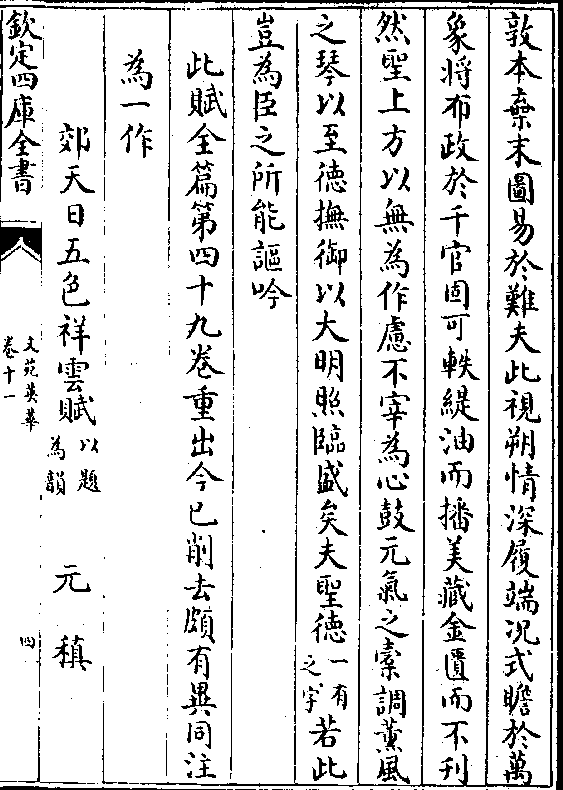 敦本棄末圖易於難夫此視朔情深履端況式瞻於萬
象將布政於千官固可軼緹油而播美藏金匱而不刊
然聖上方以無為作慮不宰為心鼓元氣之橐調薰風
之琴以至德撫御以大明照臨盛矣夫聖德一有之字若此
豈為臣之所能謳吟
此賦全篇第四十九卷重出今已削去頗有異同注
為一作
郊天日五色祥雲賦以題為韻 元稹
欽定四庫全書
文苑英華
卷十一
四